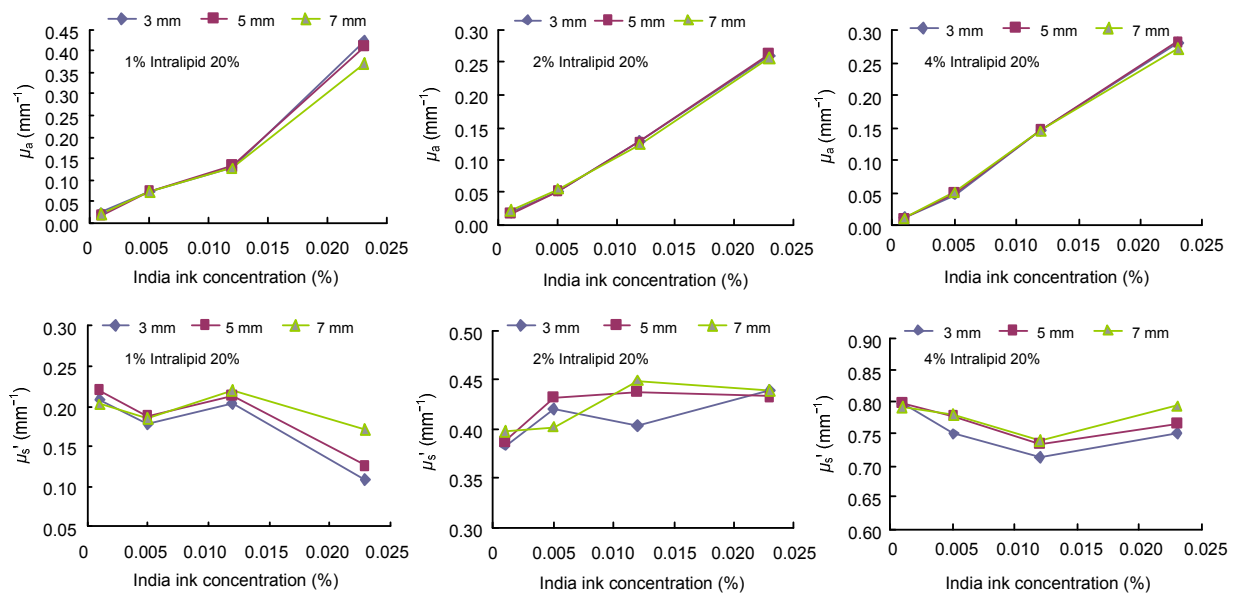 3 mm 5 mm 7 mm
1% Intralipid 20%
0.45
0.40
0.35
0.30
0.25
0.20
0.15
0.10
0.05
0.00
μa (mm⁻¹)
0 0.005 0.010 0.015 0.020 0.025
India ink concentration (%)
3 mm 5 mm 7 mm
2% Intralipid 20%
0.30
0.25
0.20
0.15
0.10
0.05
0.00
μa (mm⁻¹)
0 0.005 0.010 0.015 0.020 0.025
India ink concentration (%)
3 mm 5 mm 7 mm
4% Intralipid 20%
0.30
0.25
0.20
0.15
0.10
0.05
0.00
μa (mm⁻¹)
0 0.005 0.010 0.015 0.020 0.025
India ink concentration (%)
3 mm 5 mm 7 mm
1% Intralipid 20%
0.30
0.25
0.20
0.15
0.10
0.05
μs' (mm⁻¹)
0 0.005 0.010 0.015 0.020 0.025
India ink concentration (%)
3 mm 5 mm 7 mm
2% Intralipid 20%
0.50
0.45
0.40
0.35
0.30
μs' (mm⁻¹)
0 0.005 0.010 0.015 0.020 0.025
India ink concentration (%)
3 mm 5 mm 7 mm
4% Intralipid 20%
0.90
0.85
0.80
0.75
0.70
0.65
0.60
μs' (mm⁻¹)
0 0.005 0.010 0.015 0.020 0.025
India ink concentration (%)